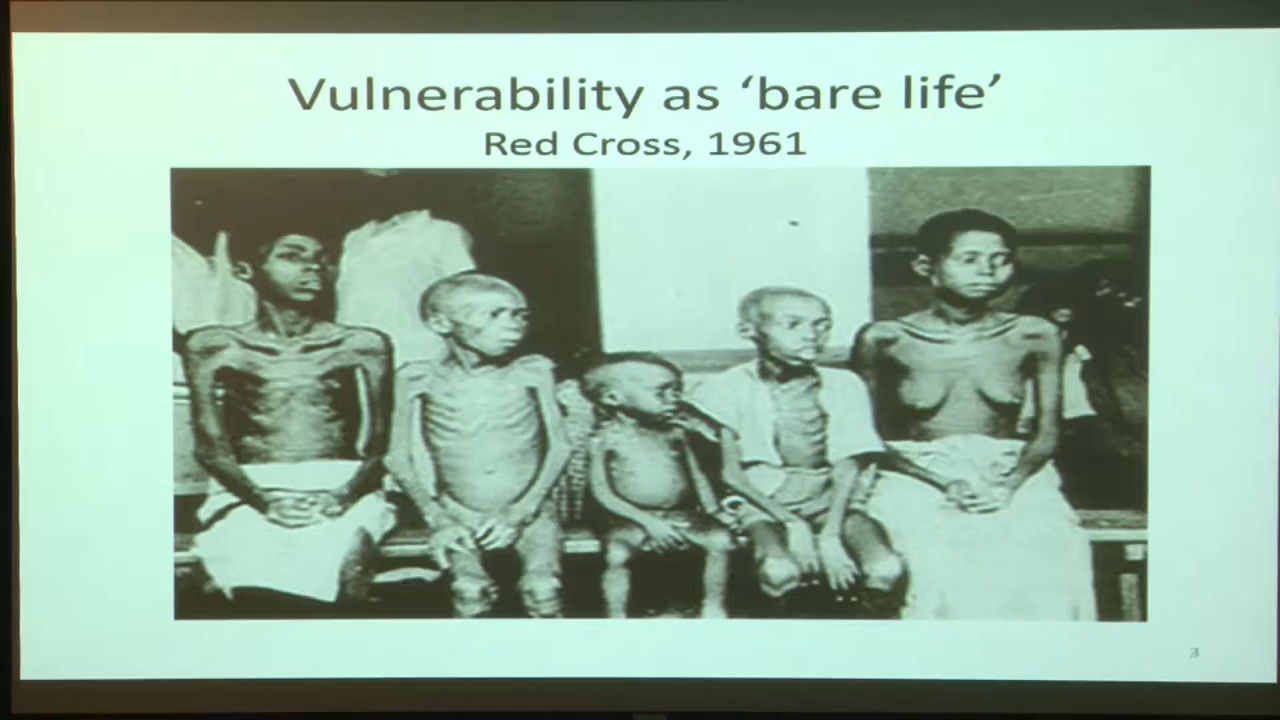 Vulnerability as ‘bare life’
Red Cross, 1961
3